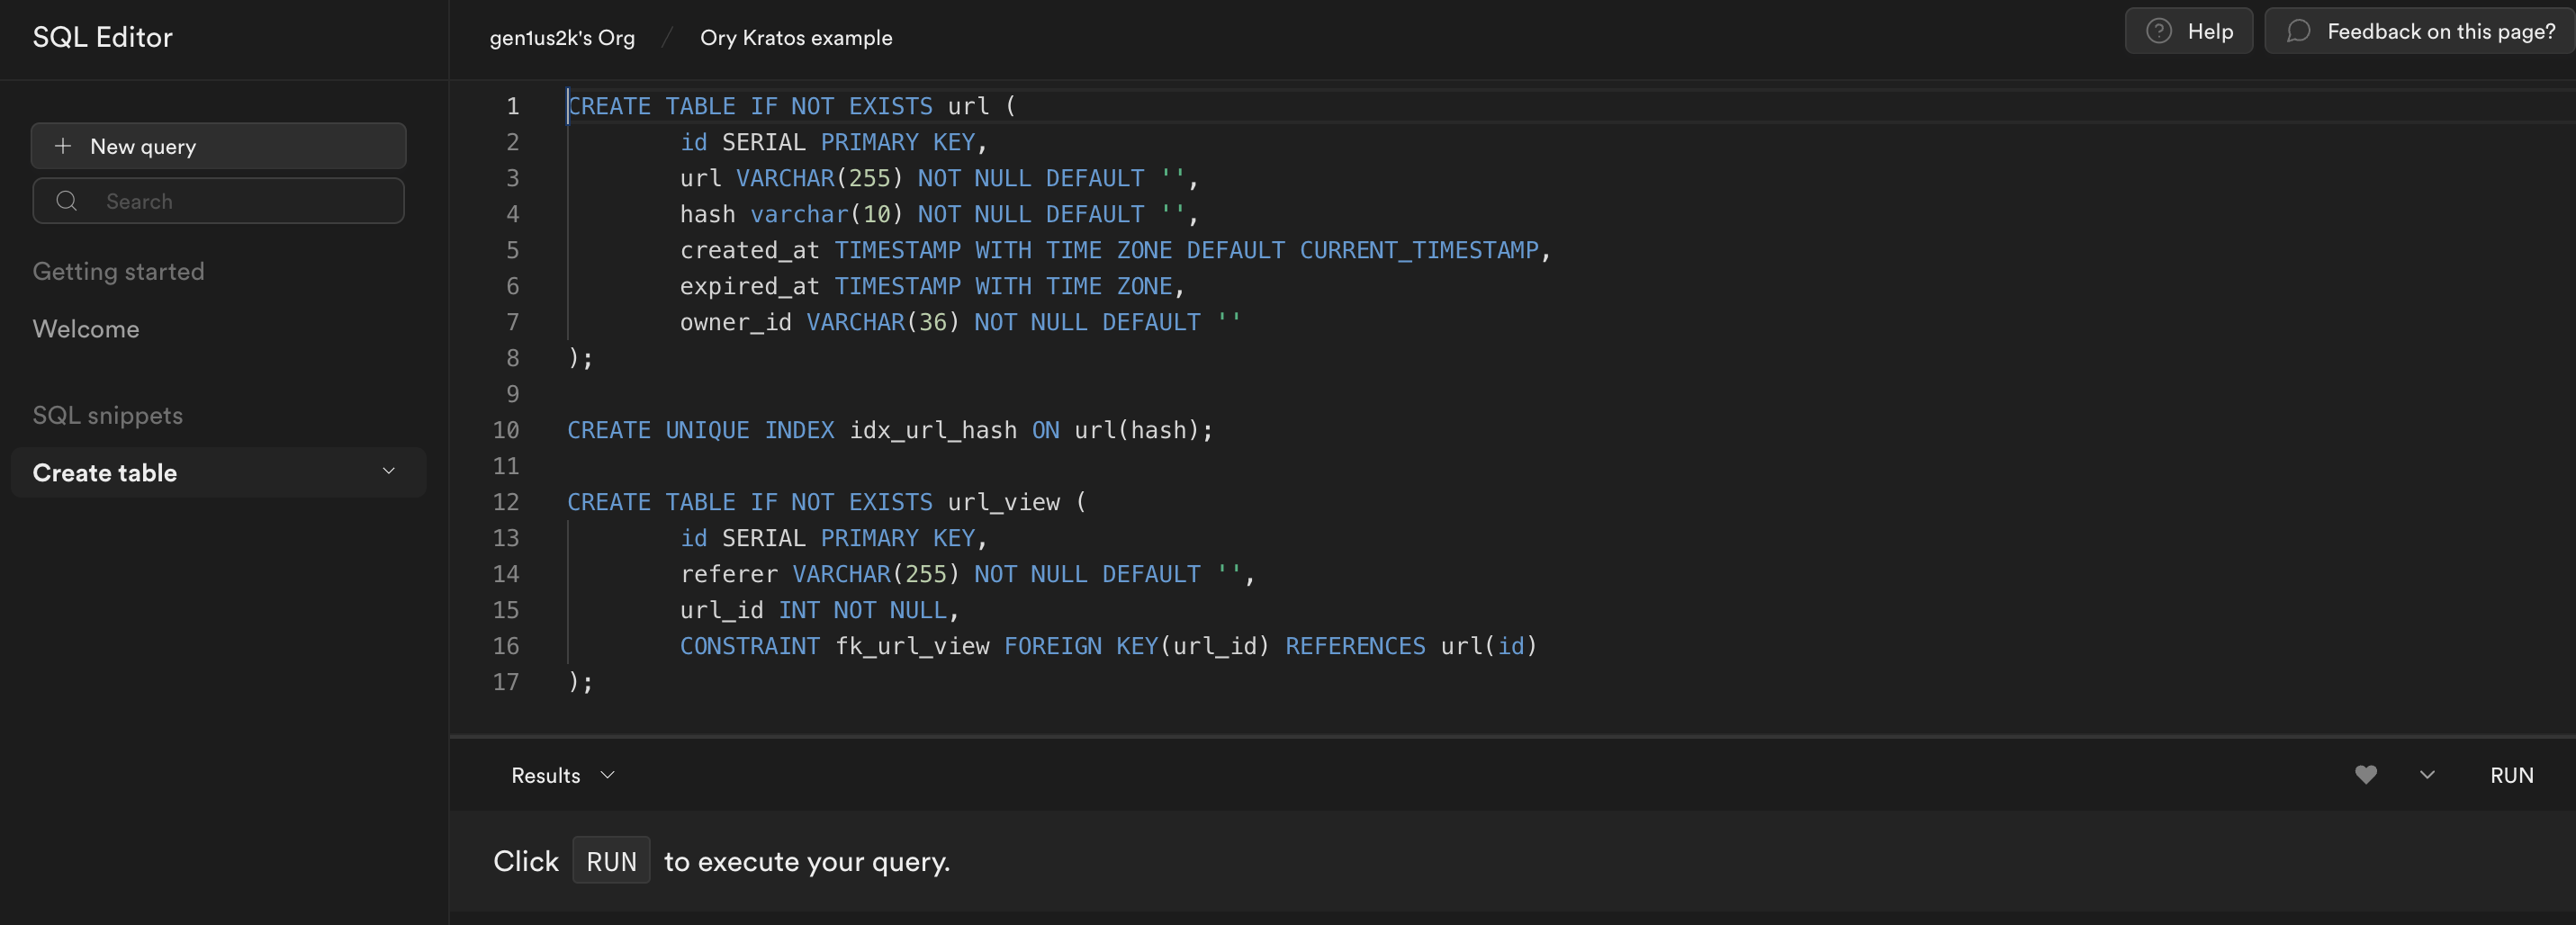 SQL Editor
gen1us2k's Org / Ory Kratos example
Help
Feedback on this page?
+ New query
Search
Getting started
Welcome
SQL snippets
Create table
1 CREATE TABLE IF NOT EXISTS url (
2 id SERIAL PRIMARY KEY,
3 url VARCHAR(255) NOT NULL DEFAULT '',
4 hash varchar(10) NOT NULL DEFAULT '',
5 created_at TIMESTAMP WITH TIME ZONE DEFAULT CURRENT_TIMESTAMP,
6 expired_at TIMESTAMP WITH TIME ZONE,
7 owner_id VARCHAR(36) NOT NULL DEFAULT ''
8 );
9
10 CREATE UNIQUE INDEX idx_url_hash ON url(hash);
11
12 CREATE TABLE IF NOT EXISTS url_view (
13 id SERIAL PRIMARY KEY,
14 referer VARCHAR(255) NOT NULL DEFAULT '',
15 url_id INT NOT NULL,
16 CONSTRAINT fk_url_view FOREIGN KEY(url_id) REFERENCES url(id)
17 );
Results
RUN
Click RUN to execute your query.